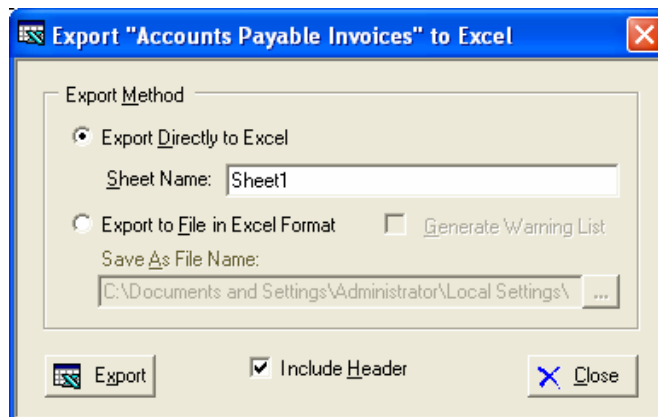 Export "Accounts Payable Invoices" to Excel
Export Method
Export Directly to Excel
Sheet Name: Sheet1
Export to File in Excel Format Generate Warning List
Save As File Name:
C:\Documents and Settings\Administrator\Local Settings\ ...
Export Include Header Close